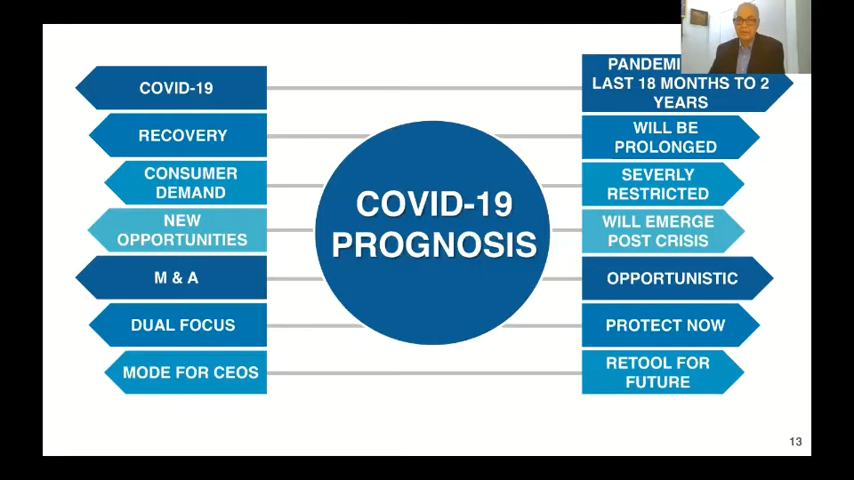 COVID-19
PANDEMI
LAST 18 MONTHS TO 2
YEARS
RECOVERY
WILL BE
PROLONGED
CONSUMER
DEMAND
SEVERLY
RESTRICTED
NEW
OPPORTUNITIES
WILL EMERGE
POST CRISIS
COVID-19
PROGNOSIS
M & A
OPPORTUNISTIC
DUAL FOCUS
PROTECT NOW
MODE FOR CEOS
RETOOL FOR
FUTURE
13